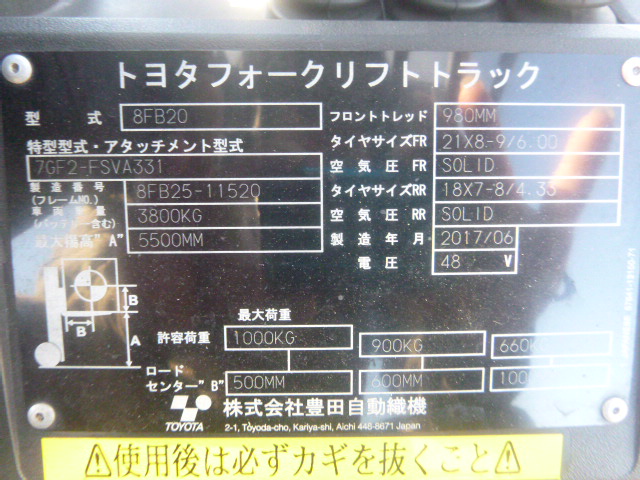 トヨタフォークリフトトラック
型式 8FB20 フロントトレッド 980MM
特型型式・アタッチメント型式 タイヤサイズFR 21X8-9/6.00
7GF2-FSVA331 空気圧FR SOLID
製造番号(フレームNO.) 8FB25-11520 タイヤサイズRR 18X7-8/4.33
車両重量(バッテリー含む) 3800KG 空気圧RR SOLID
最大揚高"A" 5500MM 製造年月 2017/06
電圧 48 V
最大荷重
許容荷重 1000KG 900KG
B B A
ロードセンター"B" 500MM 600MM
TOYOTA 株式会社豊田自動織機
2-1, Toyoda-cho, Kariya-shi, Aichi 448-8671 Japan
⚠使用後は必ずカギを抜くこと⚠